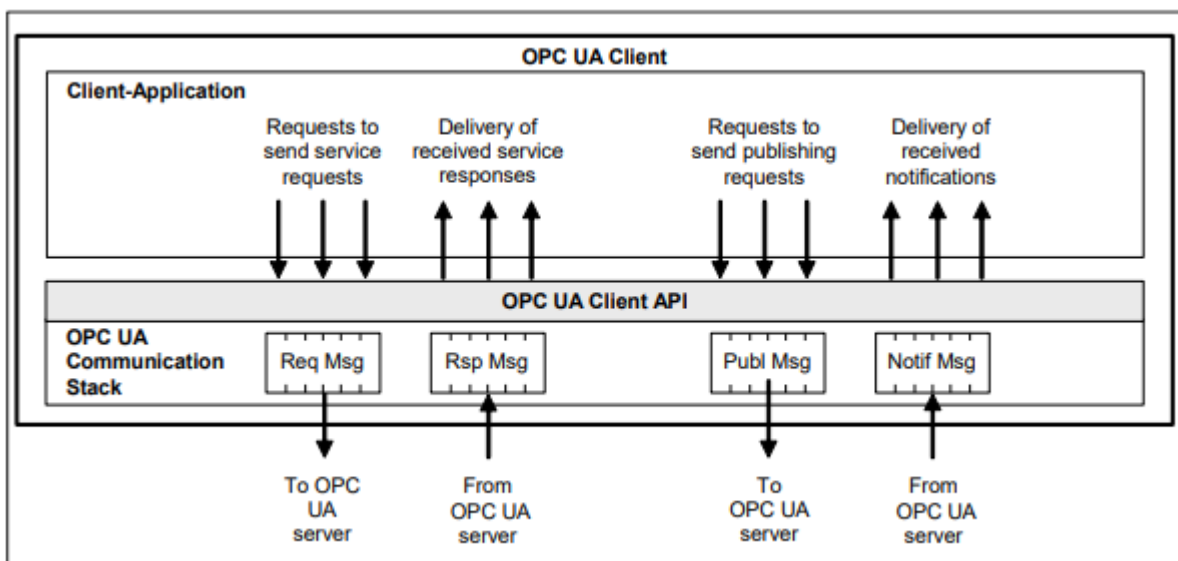 OPC UA Client
Client-Application
Requests to
send service
requests
Delivery of
received service
responses
Requests to
send publishing
requests
Delivery of
received
notifications
OPC UA Client API
OPC UA
Communication
Stack
Req Msg
Rsp Msg
Publ Msg
Notif Msg
To OPC
UA
server
From
OPC UA
server
To
OPC UA
server
From
OPC UA
server